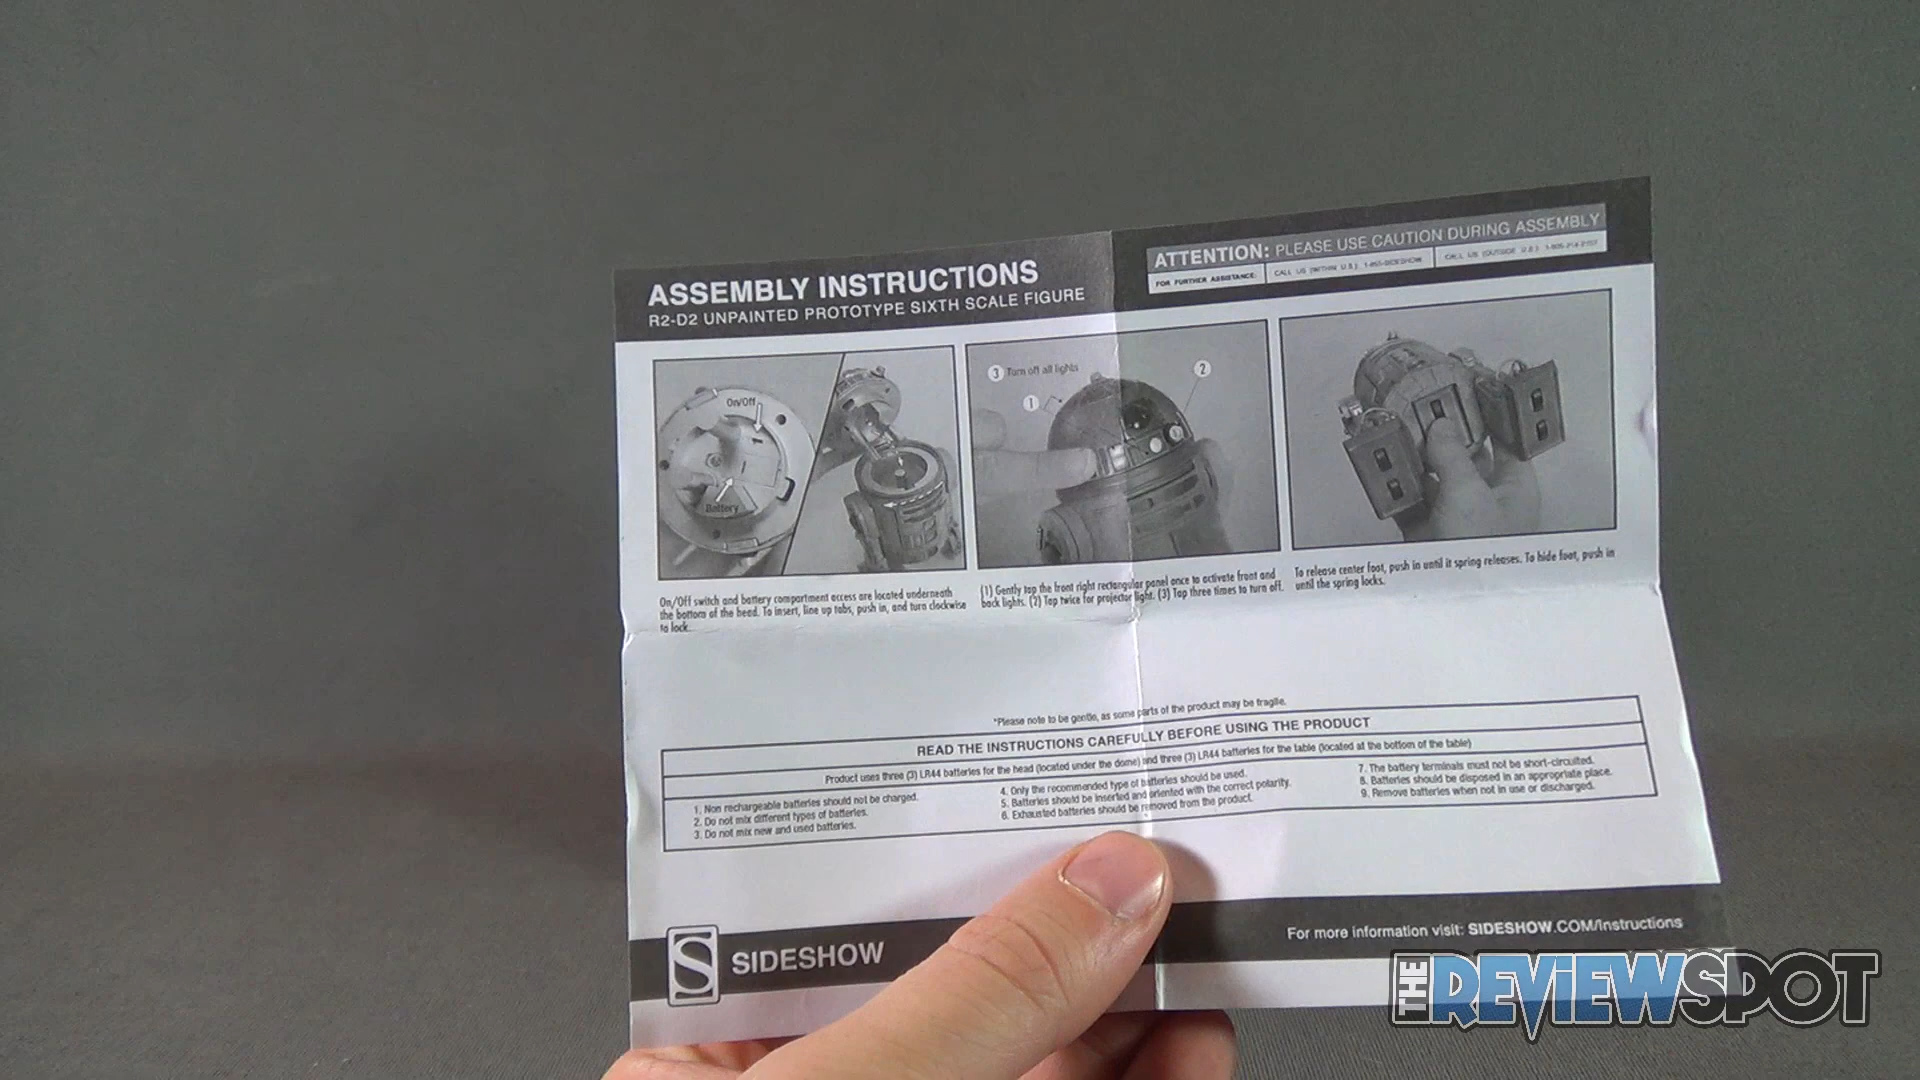 ASSEMBLY INSTRUCTIONS
R2-D2 UNPAINTED PROTOTYPE SIXTH SCALE FIGURE
ATTENTION: PLEASE USE CAUTION DURING ASSEMBLY
FOR FURTHER ASSISTANCE: CALL US (WITHIN U.S.) 1-855-SIDESHOW CALL US (OUTSIDE U.S.)
On/Off
Battery
3 Turn off all lights
1
2
On/Off switch and battery compartment access are located underneath
the bottom of the head. To insert, line up tabs, push in, and turn clockwise
to lock.
(1) Gently tap the front right rectangular panel once to activate front and
back lights. (2) Tap twice for projector light. (3) Tap three times to turn off.
To release center foot, push in until it spring releases. To hide foot, push in
until the spring locks.
*Please note to be gentle, as some parts of the product may be fragile.
READ THE INSTRUCTIONS CAREFULLY BEFORE USING THE PRODUCT
Product uses three (3) LR44 batteries for the head (located under the dome) and three (3) LR44 batteries for the table (located at the bottom of the table)
1. Non rechargeable batteries should not be charged.
2. Do not mix different types of batteries.
3. Do not mix new and used batteries.
4. Only the recommended type of batteries should be used.
5. Batteries should be inserted and oriented with the correct polarity.
6. Exhausted batteries should be removed from the product.
7. The battery terminals must not be short-circuited.
8. Batteries should be disposed in an appropriate place.
9. Remove batteries when not in use or discharged.
S SIDESHOW
For more information visit: SIDESHOW.COM/Instructions
THE REVIEW SPOT